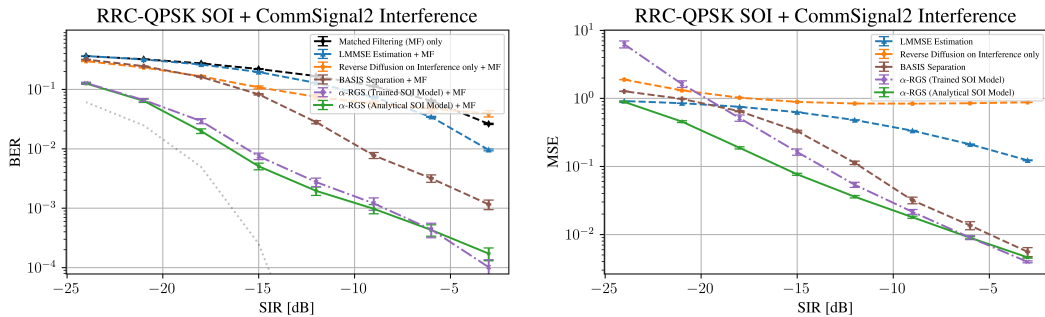 RRC-QPSK SOI + CommSignal2 Interference
Matched Filtering (MF) only
LMMSE Estimation + MF
Reverse Diffusion on Interference only + MF
BASIS Separation + MF
α-RGS (Trained SOI Model) + MF
α-RGS (Analytical SOI Model) + MF
BER
10⁻¹
10⁻²
10⁻³
10⁻⁴
−25 −20 −15 −10 −5
SIR [dB]
RRC-QPSK SOI + CommSignal2 Interference
LMMSE Estimation
Reverse Diffusion on Interference only
BASIS Separation
α-RGS (Trained SOI Model)
α-RGS (Analytical SOI Model)
MSE
10¹
10⁰
10⁻¹
10⁻²
−25 −20 −15 −10 −5
SIR [dB]